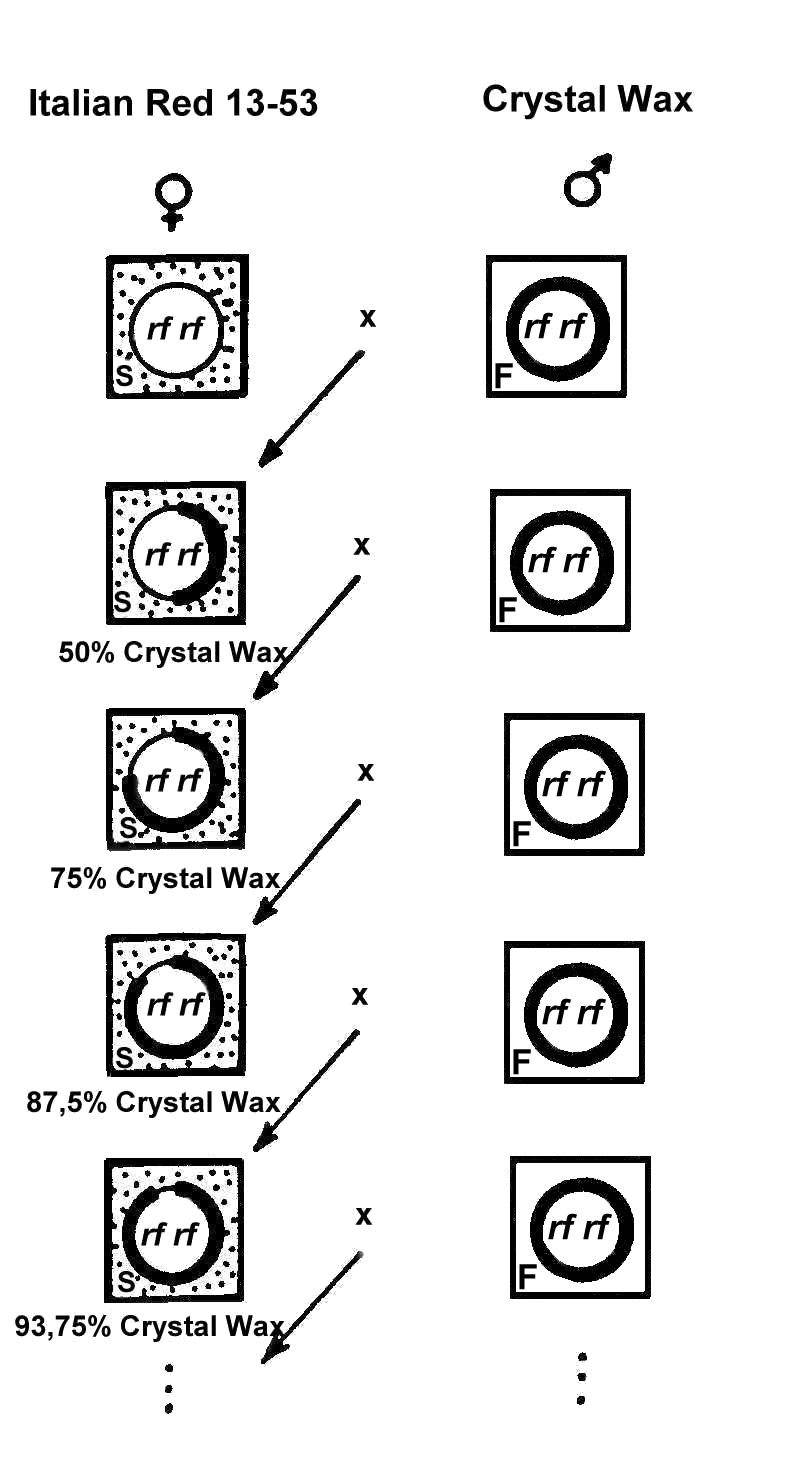 Italian Red 13-53 Crystal Wax
♀ ♂
rf rf x rf rf
S F
rf rf x rf rf
S F
50% Crystal Wax
rf rf x rf rf
S F
75% Crystal Wax
rf rf x rf rf
S F
87,5% Crystal Wax
rf rf x rf rf
S F
93,75% Crystal Wax